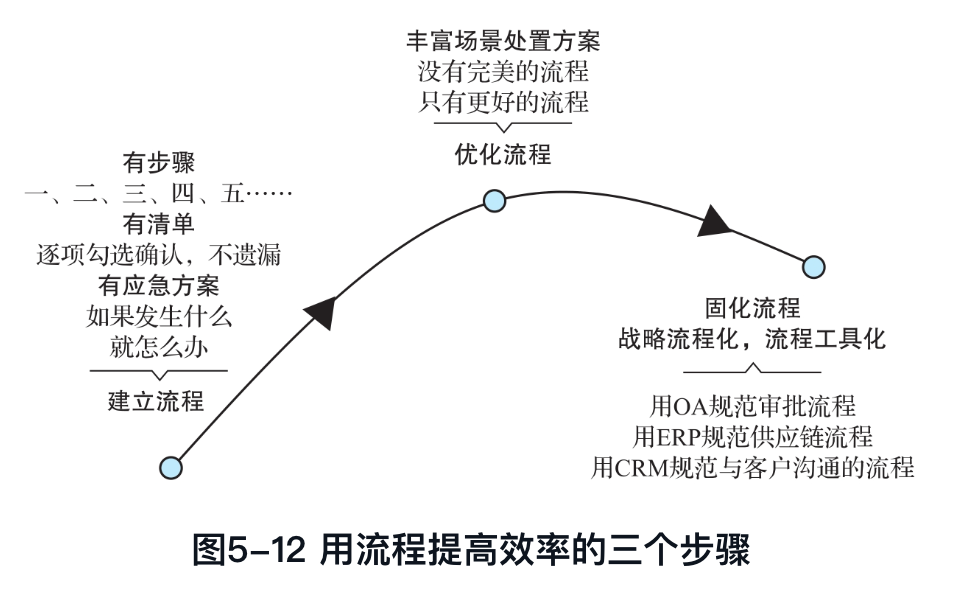 有步骤
一、二、三、四、五……
有清单
逐项勾选确认，不遗漏
有应急方案
如果发生什么
就怎么办
建立流程
丰富场景处置方案
没有完美的流程
只有更好的流程
优化流程
固化流程
战略流程化，流程工具化
用OA规范审批流程
用ERP规范供应链流程
用CRM规范与客户沟通的流程
图5-12 用流程提高效率的三个步骤